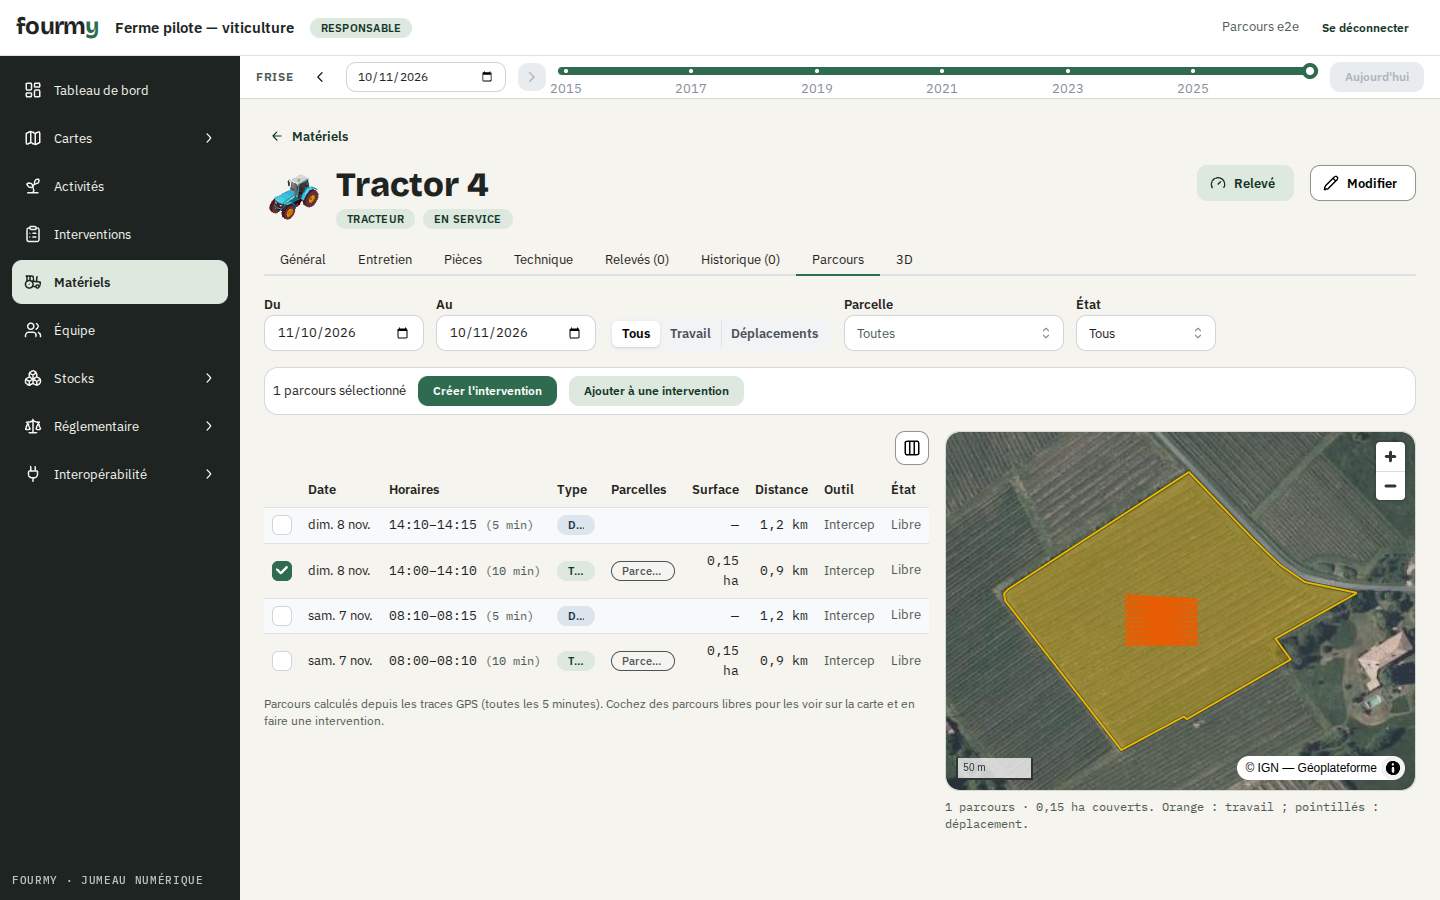 fourmy
Ferme pilote — viticulture
RESPONSABLE
Parcours e2e
Se déconnecter
FRISE
10/11/2026
2015
2017
2019
2021
2023
2025
Aujourd'hui
Tableau de bord
Cartes
Activités
Interventions
Matériels
Équipe
Stocks
Réglementaire
Interopérabilité
FOURMY · JUMEAU NUMÉRIQUE
Matériels
Tractor 4
TRACTEUR
EN SERVICE
Relevé
Modifier
Général
Entretien
Pièces
Technique
Relevés (0)
Historique (0)
Parcours
3D
Du
Au
Parcelle
État
11/10/2026
10/11/2026
Tous
Travail
Déplacements
Toutes
Tous
1 parcours sélectionné
Créer l'intervention
Ajouter à une intervention
Date Horaires Type Parcelles Surface Distance Outil État
dim. 8 nov. 14:10–14:15 (5 min) D… — 1,2 km Intercep Libre
dim. 8 nov. 14:00–14:10 (10 min) T… Parce… 0,15 ha 0,9 km Intercep Libre
sam. 7 nov. 08:10–08:15 (5 min) D… — 1,2 km Intercep Libre
sam. 7 nov. 08:00–08:10 (10 min) T… Parce… 0,15 ha 0,9 km Intercep Libre
Parcours calculés depuis les traces GPS (toutes les 5 minutes). Cochez des parcours libres pour les voir sur la carte et en
faire une intervention.
50 m
© IGN — Géoplateforme
1 parcours · 0,15 ha couverts. Orange : travail ; pointillés :
déplacement.